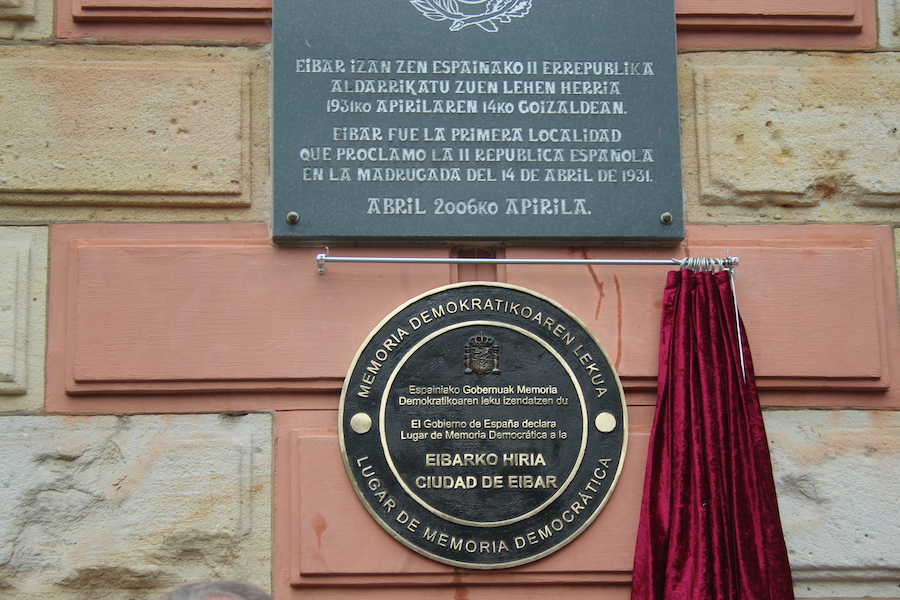 EIBAR IZAN ZEN ESPAINAKO II ERREPUBLIKA
ALDARRIKATU ZUEN LEHEN HERRIA
1931KO APIRILAREN 14KO GOIZALDEAN.
EIBAR FUE LA PRIMERA LOCALIDAD
QUE PROCLAMO LA II REPUBLICA ESPAÑOLA
EN LA MADRUGADA DEL 14 DE ABRIL DE 1931.
ABRIL 2006KO APIRILA.
MEMORIA DEMOKRATIKOAREN LEKUA
Espainiako Gobernuak Memoria
Demokratikoaren leku izendatzen du
El Gobierno de España declara
Lugar de Memoria Democrática a la
EIBARKO HIRIA
CIUDAD DE EIBAR
LUGAR DE MEMORIA DEMOCRÁTICA